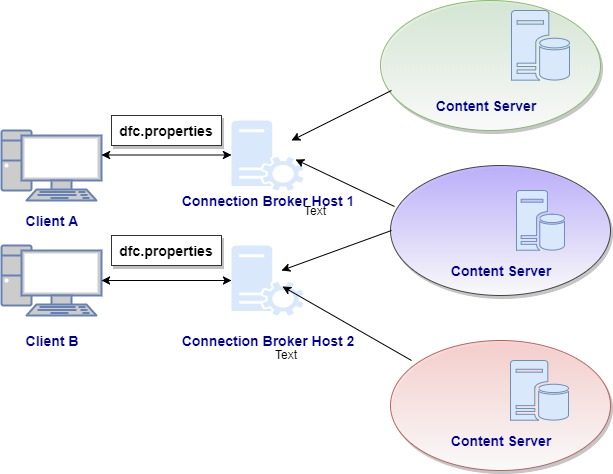 Content Server
dfc.properties
Connection Broker Host 1
Text
Client A
dfc.properties
Content Server
Client B
Connection Broker Host 2
Text
Content Server